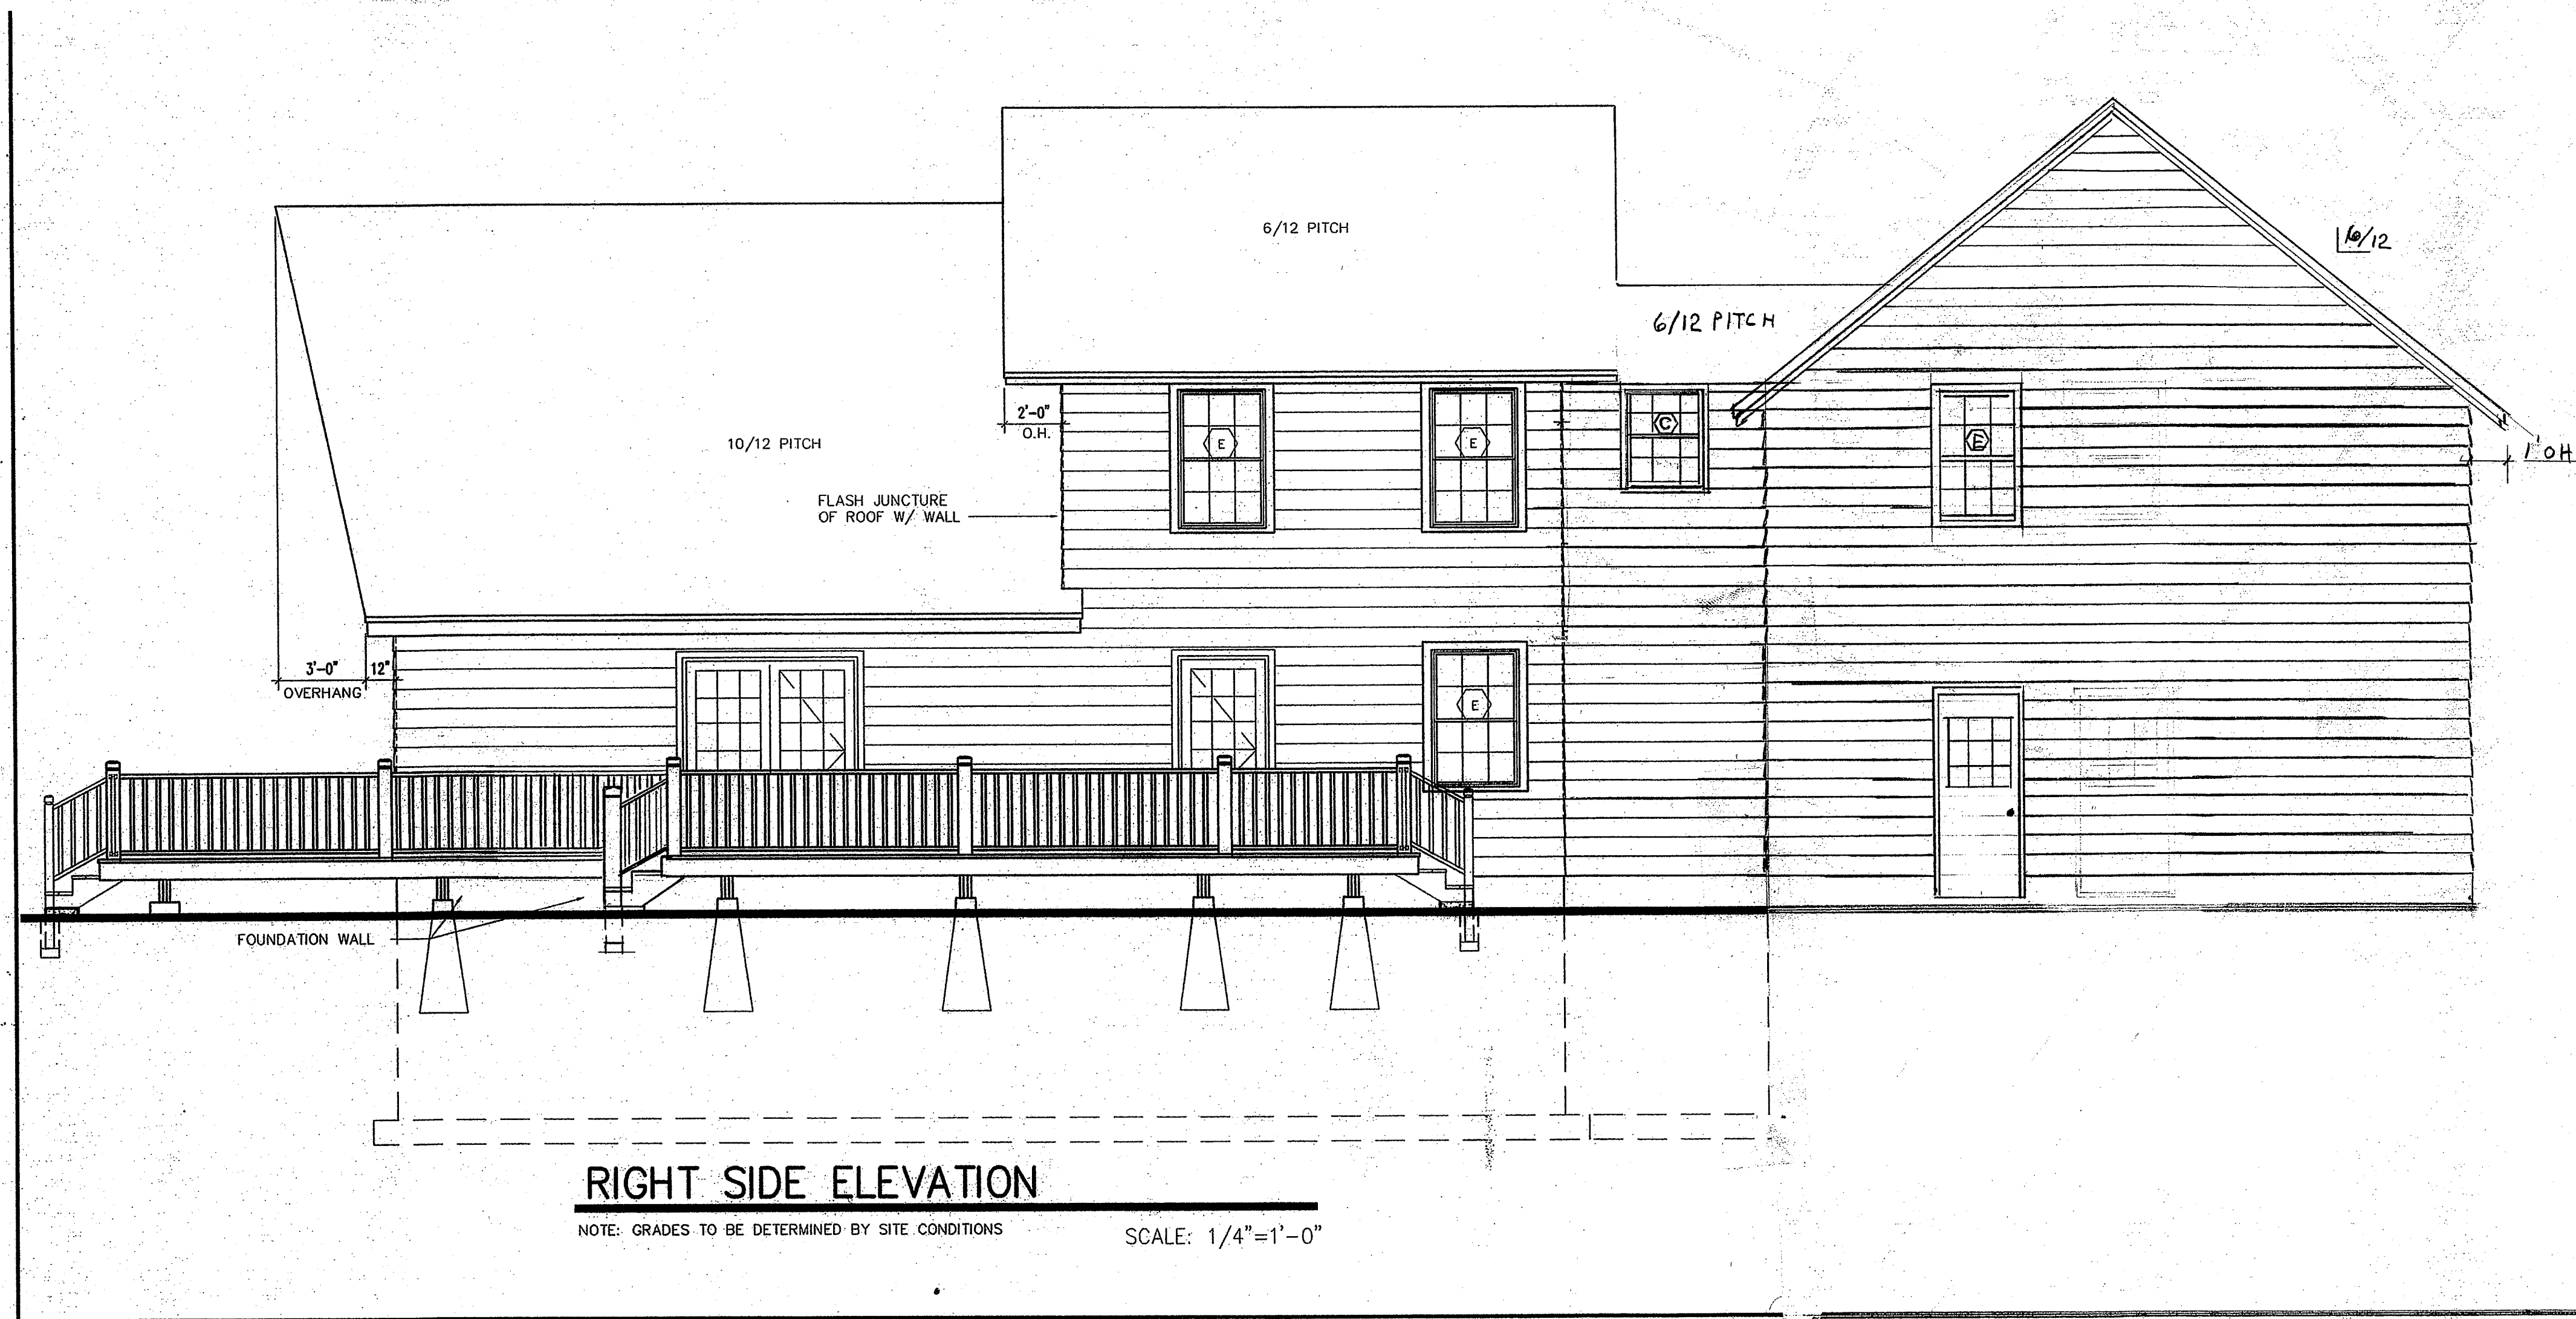 6/12 PITCH
6/12
6/12 PITCH
2'-0"
O.H.
10/12 PITCH
FLASH JUNCTURE
OF ROOF W/ WALL
E
E
C
E
1' OH
3'-0"
12"
OVERHANG
E
FOUNDATION WALL
RIGHT SIDE ELEVATION
NOTE: GRADES TO BE DETERMINED BY SITE CONDITIONS
SCALE: 1/4"=1'-0"